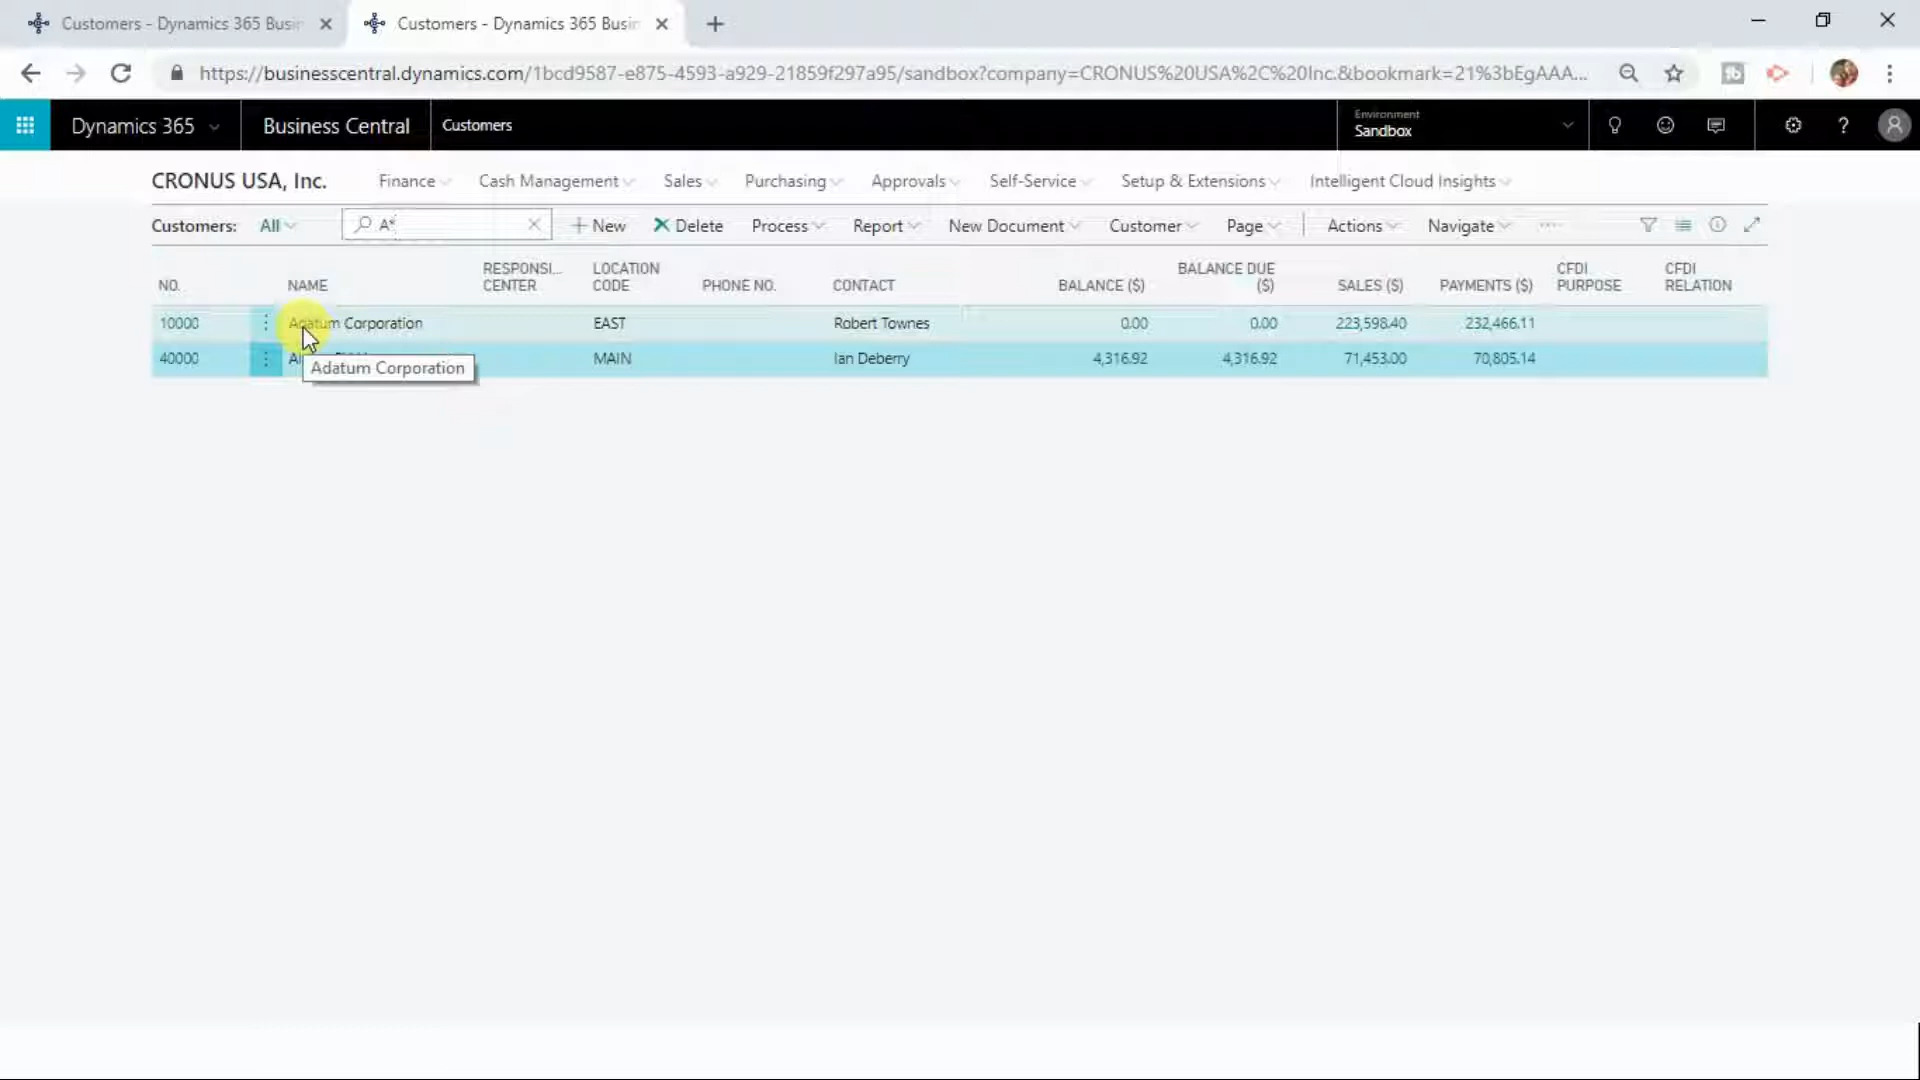 Customers - Dynamics 365 Busi
Customers - Dynamics 365 Busin
https://businesscentral.dynamics.com/1bcd9587-e875-4593-a929-21859f297a95/sandbox?company=CRONUS%20USA%2C%20Inc.&bookmark=21%3bEgAAA...
Dynamics 365 Business Central Customers Environment Sandbox ?
CRONUS USA, Inc. Finance Cash Management Sales Purchasing Approvals Self-Service Setup & Extensions Intelligent Cloud Insights
Customers: All A* New Delete Process Report New Document Customer Page Actions Navigate ...
NO. NAME RESPONSI... CENTER LOCATION CODE PHONE NO. CONTACT BALANCE ($) BALANCE DUE ($) SALES ($) PAYMENTS ($) CFDI PURPOSE CFDI RELATION
10000 Adatum Corporation EAST Robert Townes 0.00 0.00 223,598.40 232,466.11
40000 MAIN Ian Deberry 4,316.92 4,316.92 71,453.00 70,805.14
Adatum Corporation